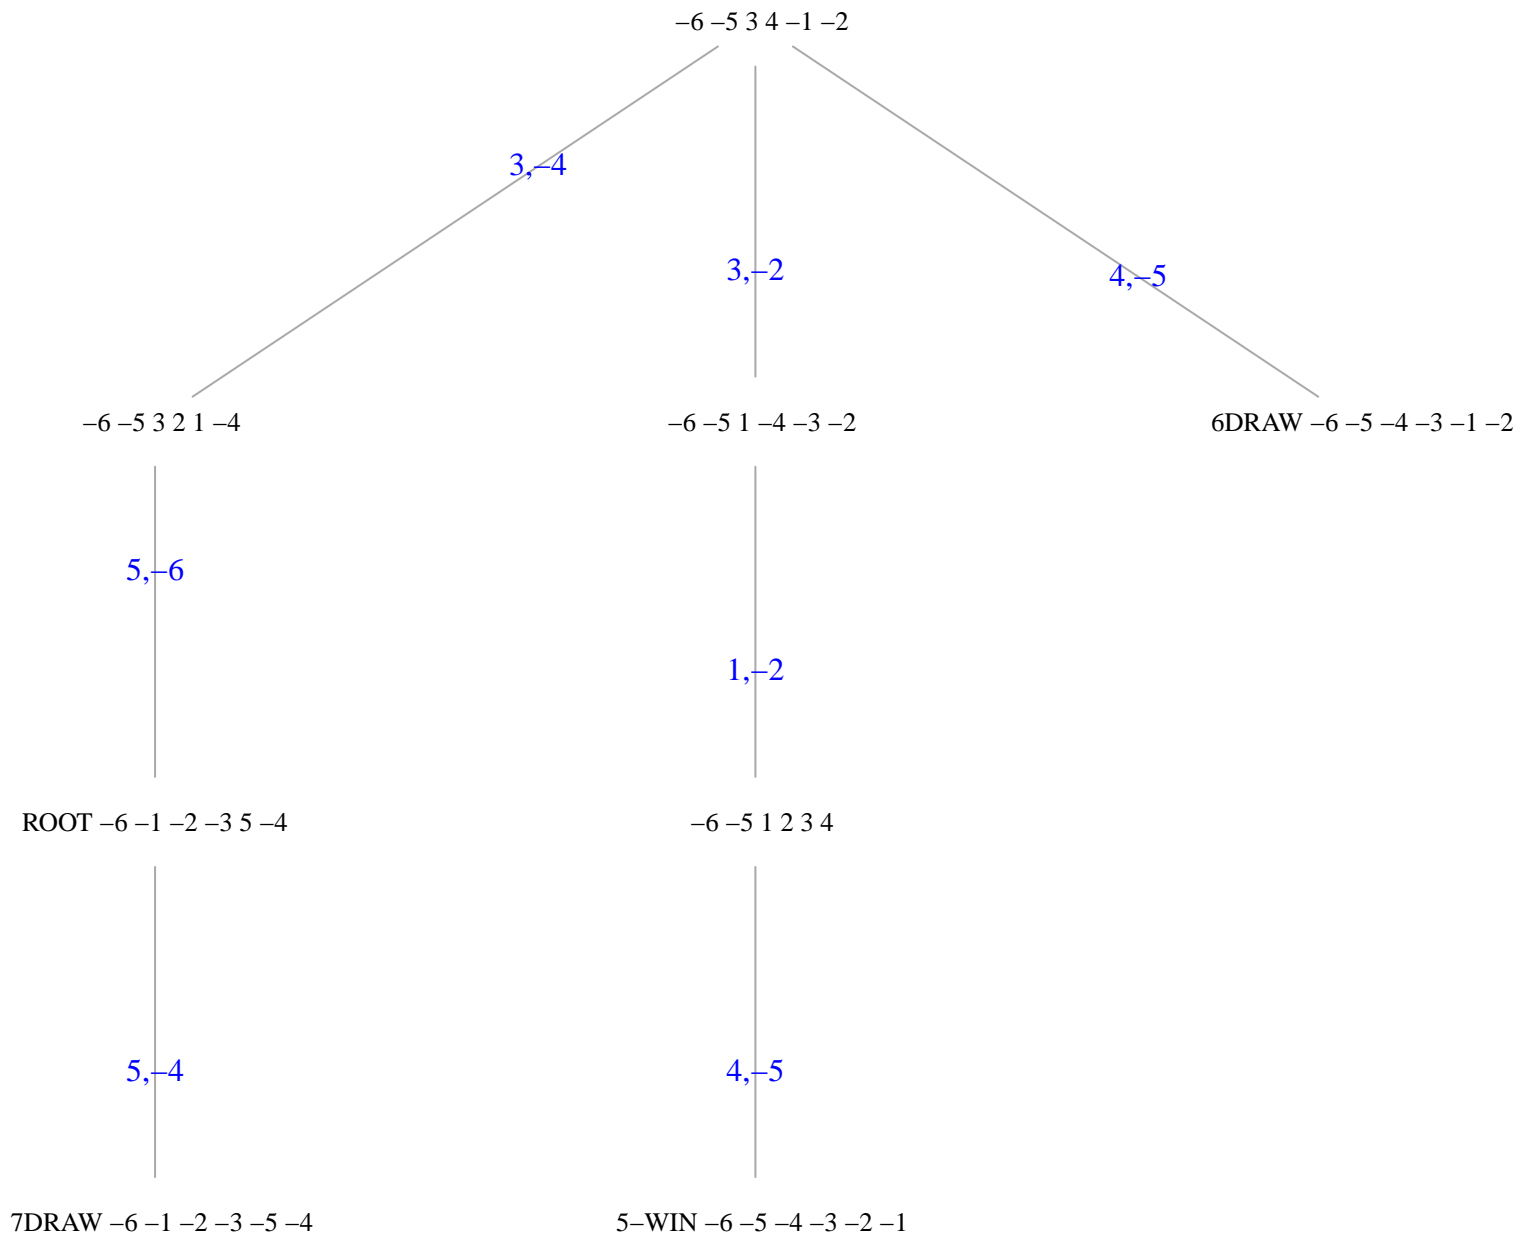 –6 –5 3 4 –1 –2
3,–4
3,–2
4,–5
–6 –5 3 2 1 –4
–6 –5 1 –4 –3 –2
6DRAW –6 –5 –4 –3 –1 –2
5,–6
1,–2
ROOT –6 –1 –2 –3 5 –4
–6 –5 1 2 3 4
5,–4
4,–5
7DRAW –6 –1 –2 –3 –5 –4
5–WIN –6 –5 –4 –3 –2 –1